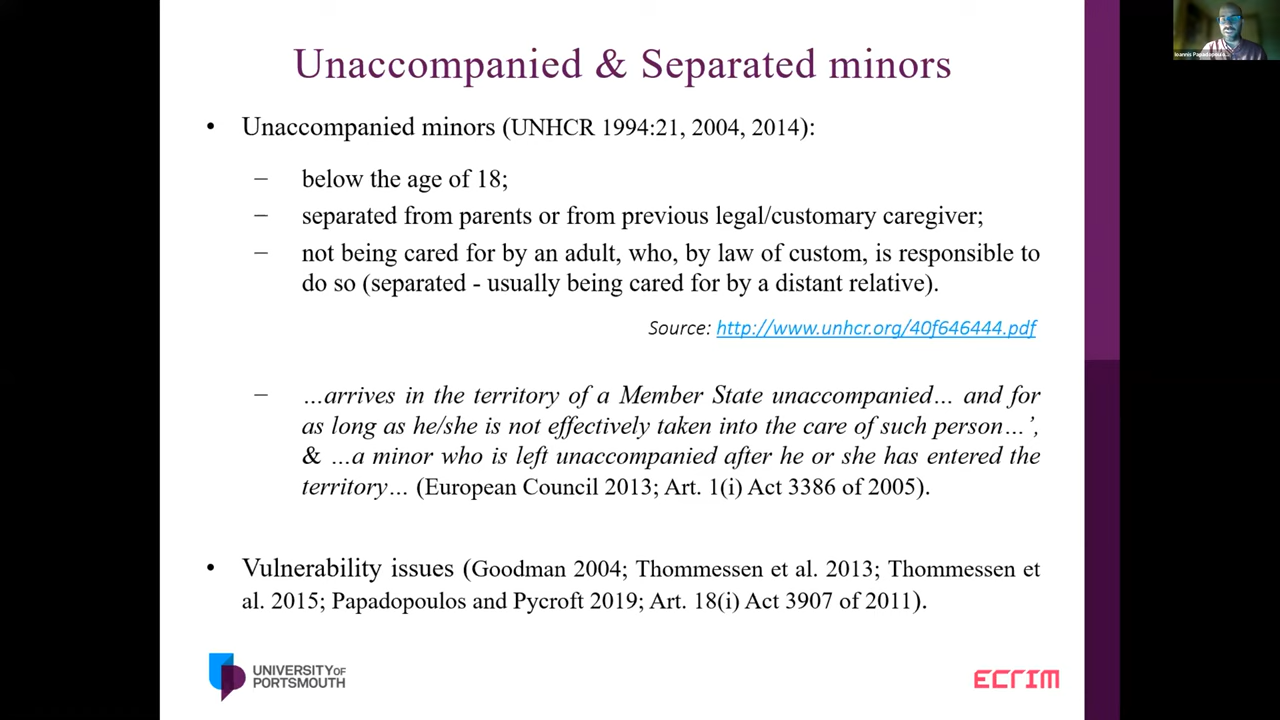 Unaccompanied & Separated minors
• Unaccompanied minors (UNHCR 1994:21, 2004, 2014):
– below the age of 18;
– separated from parents or from previous legal/customary caregiver;
– not being cared for by an adult, who, by law of custom, is responsible to
do so (separated - usually being cared for by a distant relative).
Source: http://www.unhcr.org/40f646444.pdf
– …arrives in the territory of a Member State unaccompanied… and for
as long as he/she is not effectively taken into the care of such person…’,
& …a minor who is left unaccompanied after he or she has entered the
territory… (European Council 2013; Art. 1(i) Act 3386 of 2005).
• Vulnerability issues (Goodman 2004; Thommessen et al. 2013; Thommessen et
al. 2015; Papadopoulos and Pycroft 2019; Art. 18(i) Act 3907 of 2011).
UNIVERSITY OF
PORTSMOUTH
ECRIM
Ioannis